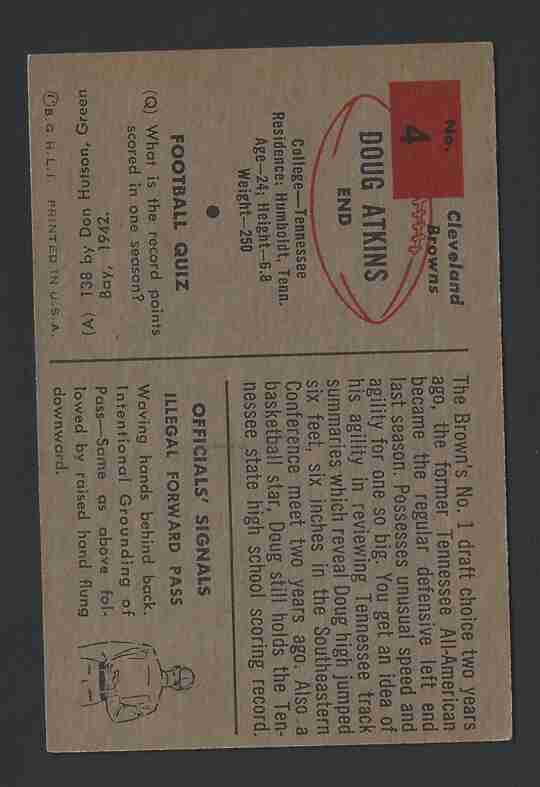 No.
4
Cleveland
Browns
DOUG ATKINS
END
College—Tennessee
Residence: Humboldt, Tenn.
Age—24; Height—6.8
Weight—250
FOOTBALL QUIZ
(Q) What is the record points
scored in one season?
(A) 138 by Don Hutson, Green
Bay, 1942.
©B. G. H. L. I. PRINTED IN U. S. A.
The Brown's No. 1 draft choice two years
ago, the former Tennessee All-American
became the regular defensive left end
last season. Possesses unusual speed and
agility for one so big. You get an idea of
his agility in reviewing Tennessee track
summaries which reveal Doug high jumped
six feet, six inches in the Southeastern
Conference meet two years ago. Also a
basketball star, Doug still holds the Ten-
nessee state high school scoring record.
OFFICIALS' SIGNALS
ILLEGAL FORWARD PASS
Waving hands behind back.
Intentional Grounding of
Pass—Same as above fol-
lowed by raised hand flung
downward.